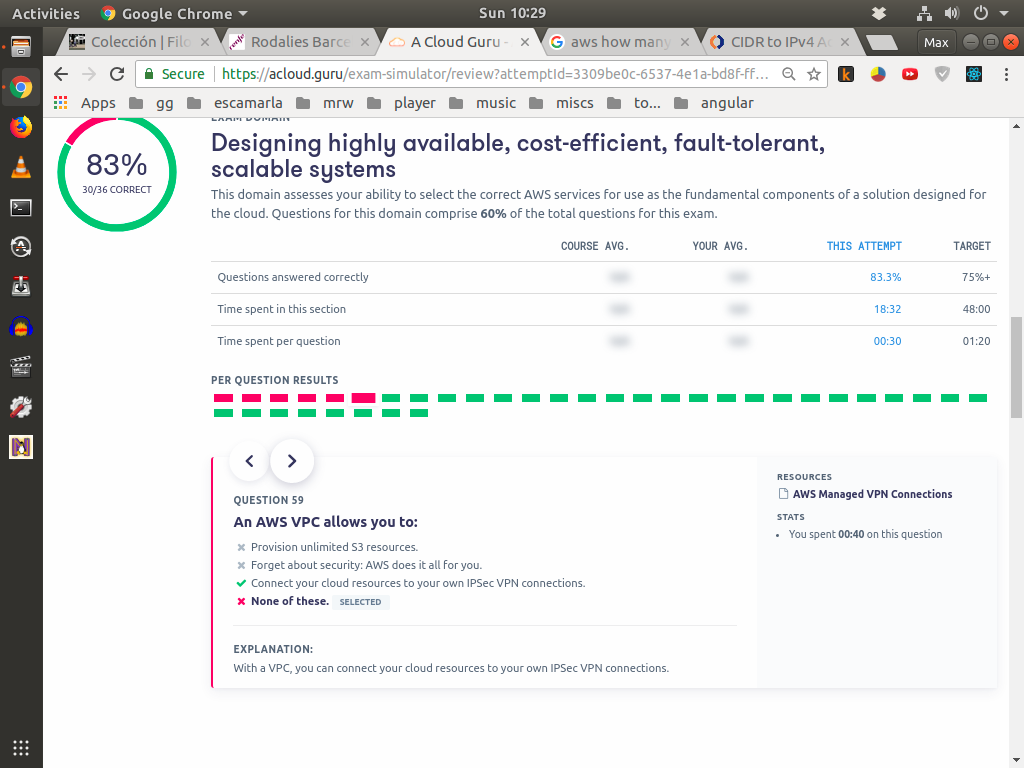 Activities Google Chrome Sun 10:29
Colección | Filo Rodalies Barce A Cloud Guru - aws how many CIDR to IPv4 A Max
Secure https://acloud.guru/exam-simulator/review?attemptId=3309be0c-6537-4e1a-bd8f-ff...
Apps gg escamarla mrw player music miscs to... angular
EXAM DOMAIN
83%
30/36 CORRECT
Designing highly available, cost-efficient, fault-tolerant,
scalable systems
This domain assesses your ability to select the correct AWS services for use as the fundamental components of a solution designed for
the cloud. Questions for this domain comprise 60% of the total questions for this exam.
COURSE AVG. YOUR AVG. THIS ATTEMPT TARGET
Questions answered correctly 83.3% 75%+
Time spent in this section 18:32 48:00
Time spent per question 00:30 01:20
PER QUESTION RESULTS
QUESTION 59
An AWS VPC allows you to:
Provision unlimited S3 resources.
Forget about security: AWS does it all for you.
Connect your cloud resources to your own IPSec VPN connections.
None of these. SELECTED
EXPLANATION:
With a VPC, you can connect your cloud resources to your own IPSec VPN connections.
RESOURCES
AWS Managed VPN Connections
STATS
• You spent 00:40 on this question